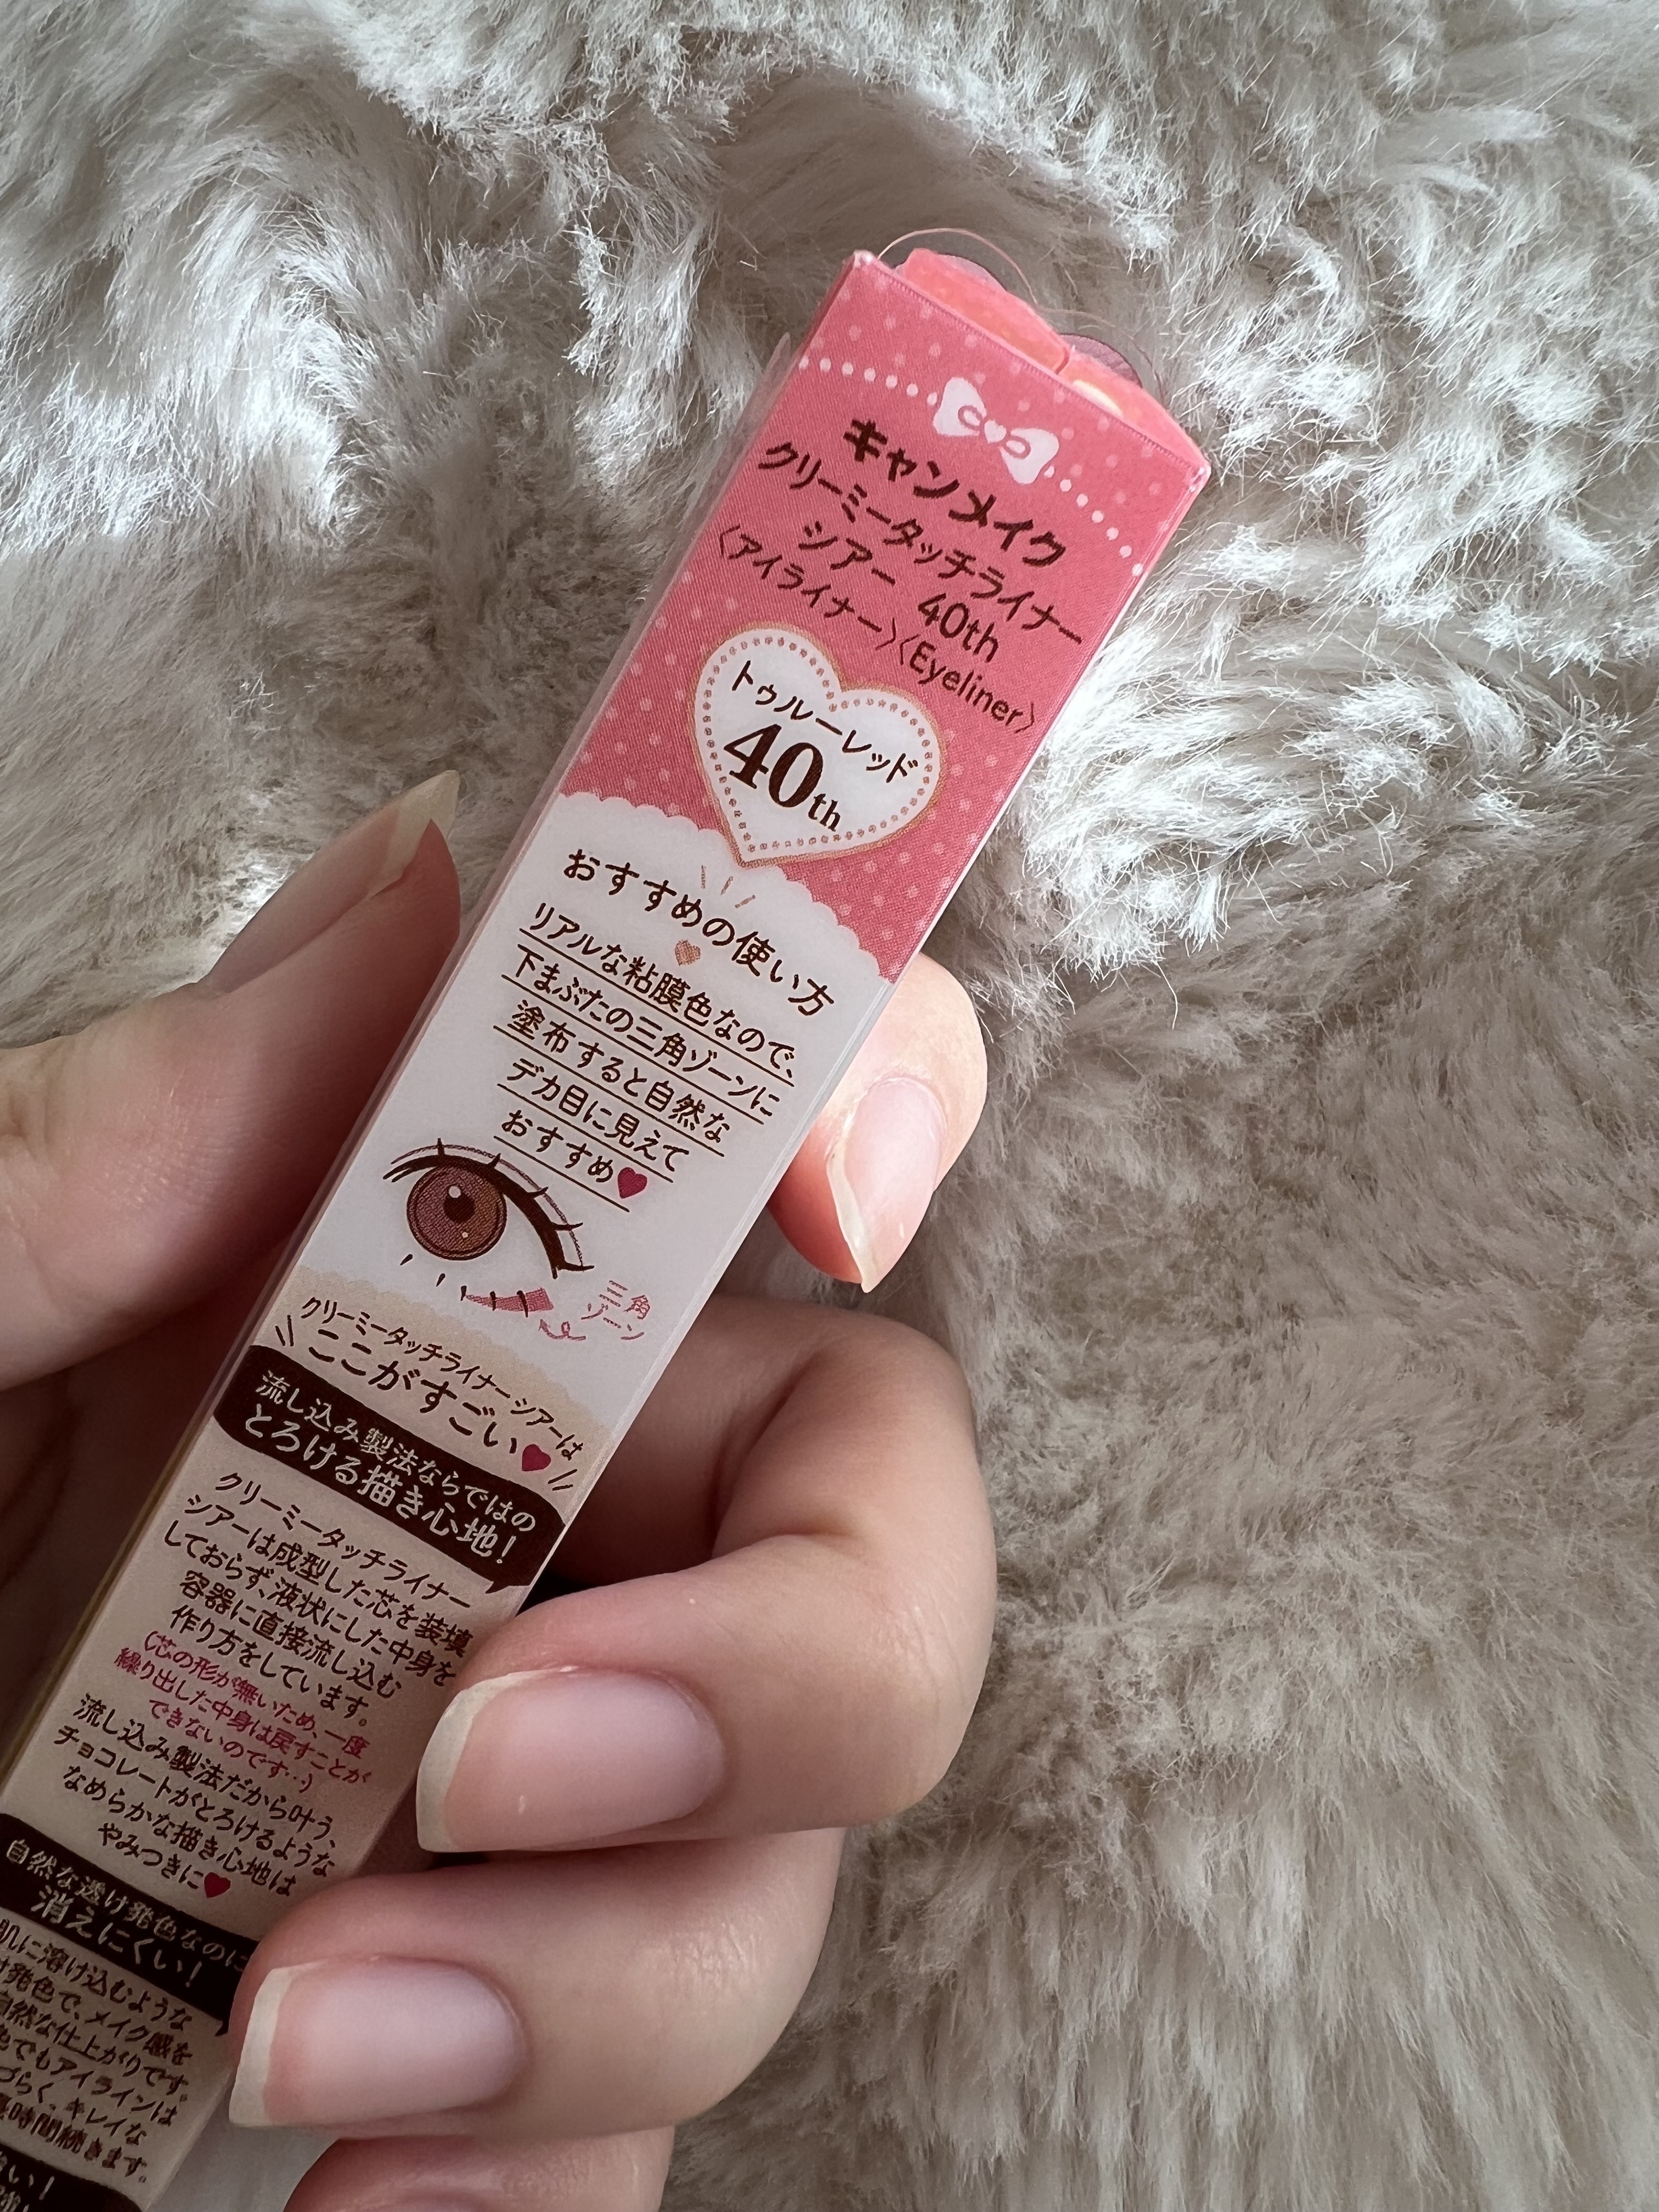 キャンメイク
クリーミータッチライナー
シアー 40th
〈アイライナー〉〈Eyeliner〉
トゥルーレッド
40th
おすすめの使い方
リアルな粘膜色なので、
下まぶたの三角ゾーンに
塗布すると自然な
デカ目に見えて
おすすめ♥
三角
ゾーン
クリーミータッチライナーシアーは
ここがすごい♥
流し込み製法ならではの
とろける描き心地!
クリーミータッチライナー
シアーは成型した芯を装填
しておらず、液状にした中身を
容器に直接流し込む
作り方をしています。
(芯の形が無いため、一度
繰り出した中身は戻すことが
できないのです…)
流し込み製法だから叶う、
チョコレートがとろけるような
なめらかな描き心地は
やみつきに♥
自然な透け発色なのに
消えにくい!
肌に溶け込むような
け発色で、メイク感を
自然な仕上がりです。
色でもアイラインは
づらく、キレイな
長時間続きます。